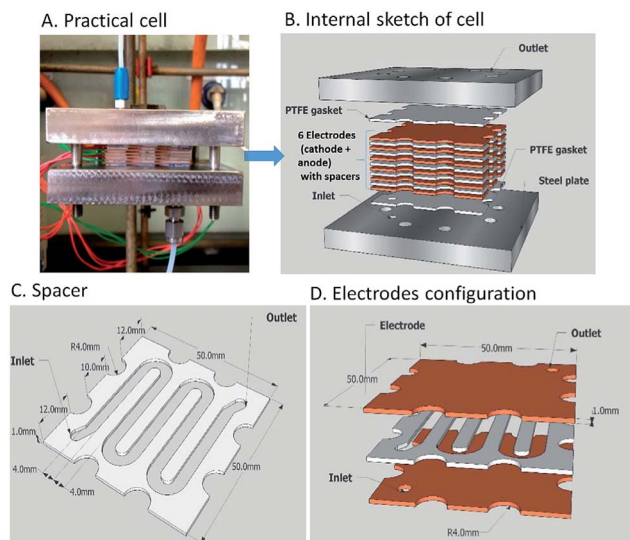 A. Practical cell
B. Internal sketch of cell
Outlet
PTFE gasket
6 Electrodes
(cathode +
anode)
with spacers
PTFE gasket
Steel plate
Inlet
C. Spacer
Outlet
12.0mm
50.0mm
R4.0mm
Inlet
10.0mm
12.0mm
1.0mm
50.0mm
4.0mm
4.0mm
D. Electrodes configuration
Electrode
Outlet
50.0mm
50.0mm
1.0mm
Inlet
R4.0mm